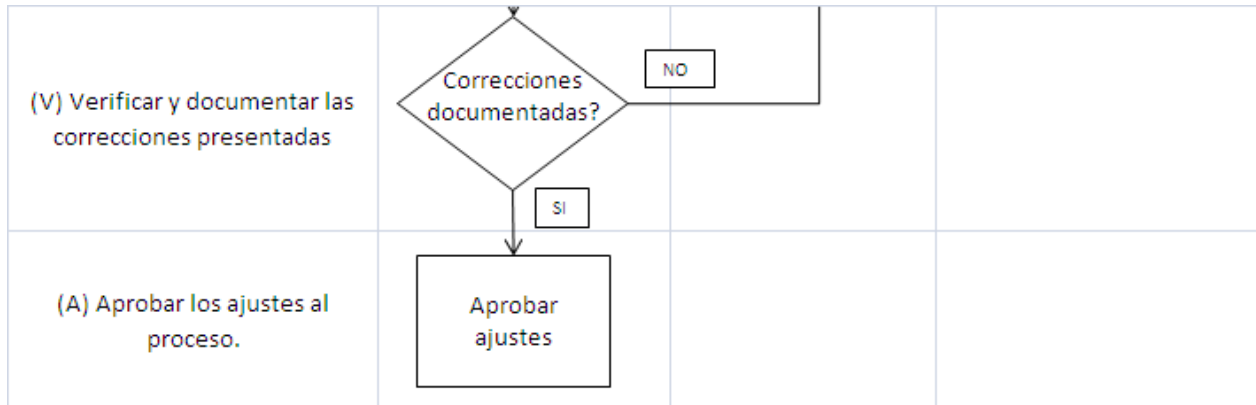 (V) Verificar y documentar las
correcciones presentadas
Correcciones
documentadas?
NO
SI
(A) Aprobar los ajustes al
proceso.
Aprobar
ajustes